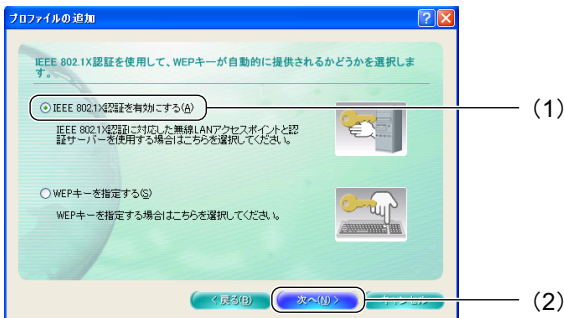 プロファイルの追加
IEEE 802.1X認証を使用して、WEPキーが自動的に提供されるかどうかを選択しま
す。
IEEE 802.1X認証を有効にする(A)
(1)
IEEE 802.1X認証に対応した無線LANアクセスポイントと認
証サーバーを使用する場合はこちらを選択してください。
WEPキーを指定する(S)
WEPキーを指定する場合はこちらを選択してください。
< 戻る(B)
次へ(N) >
キャンセル
(2)